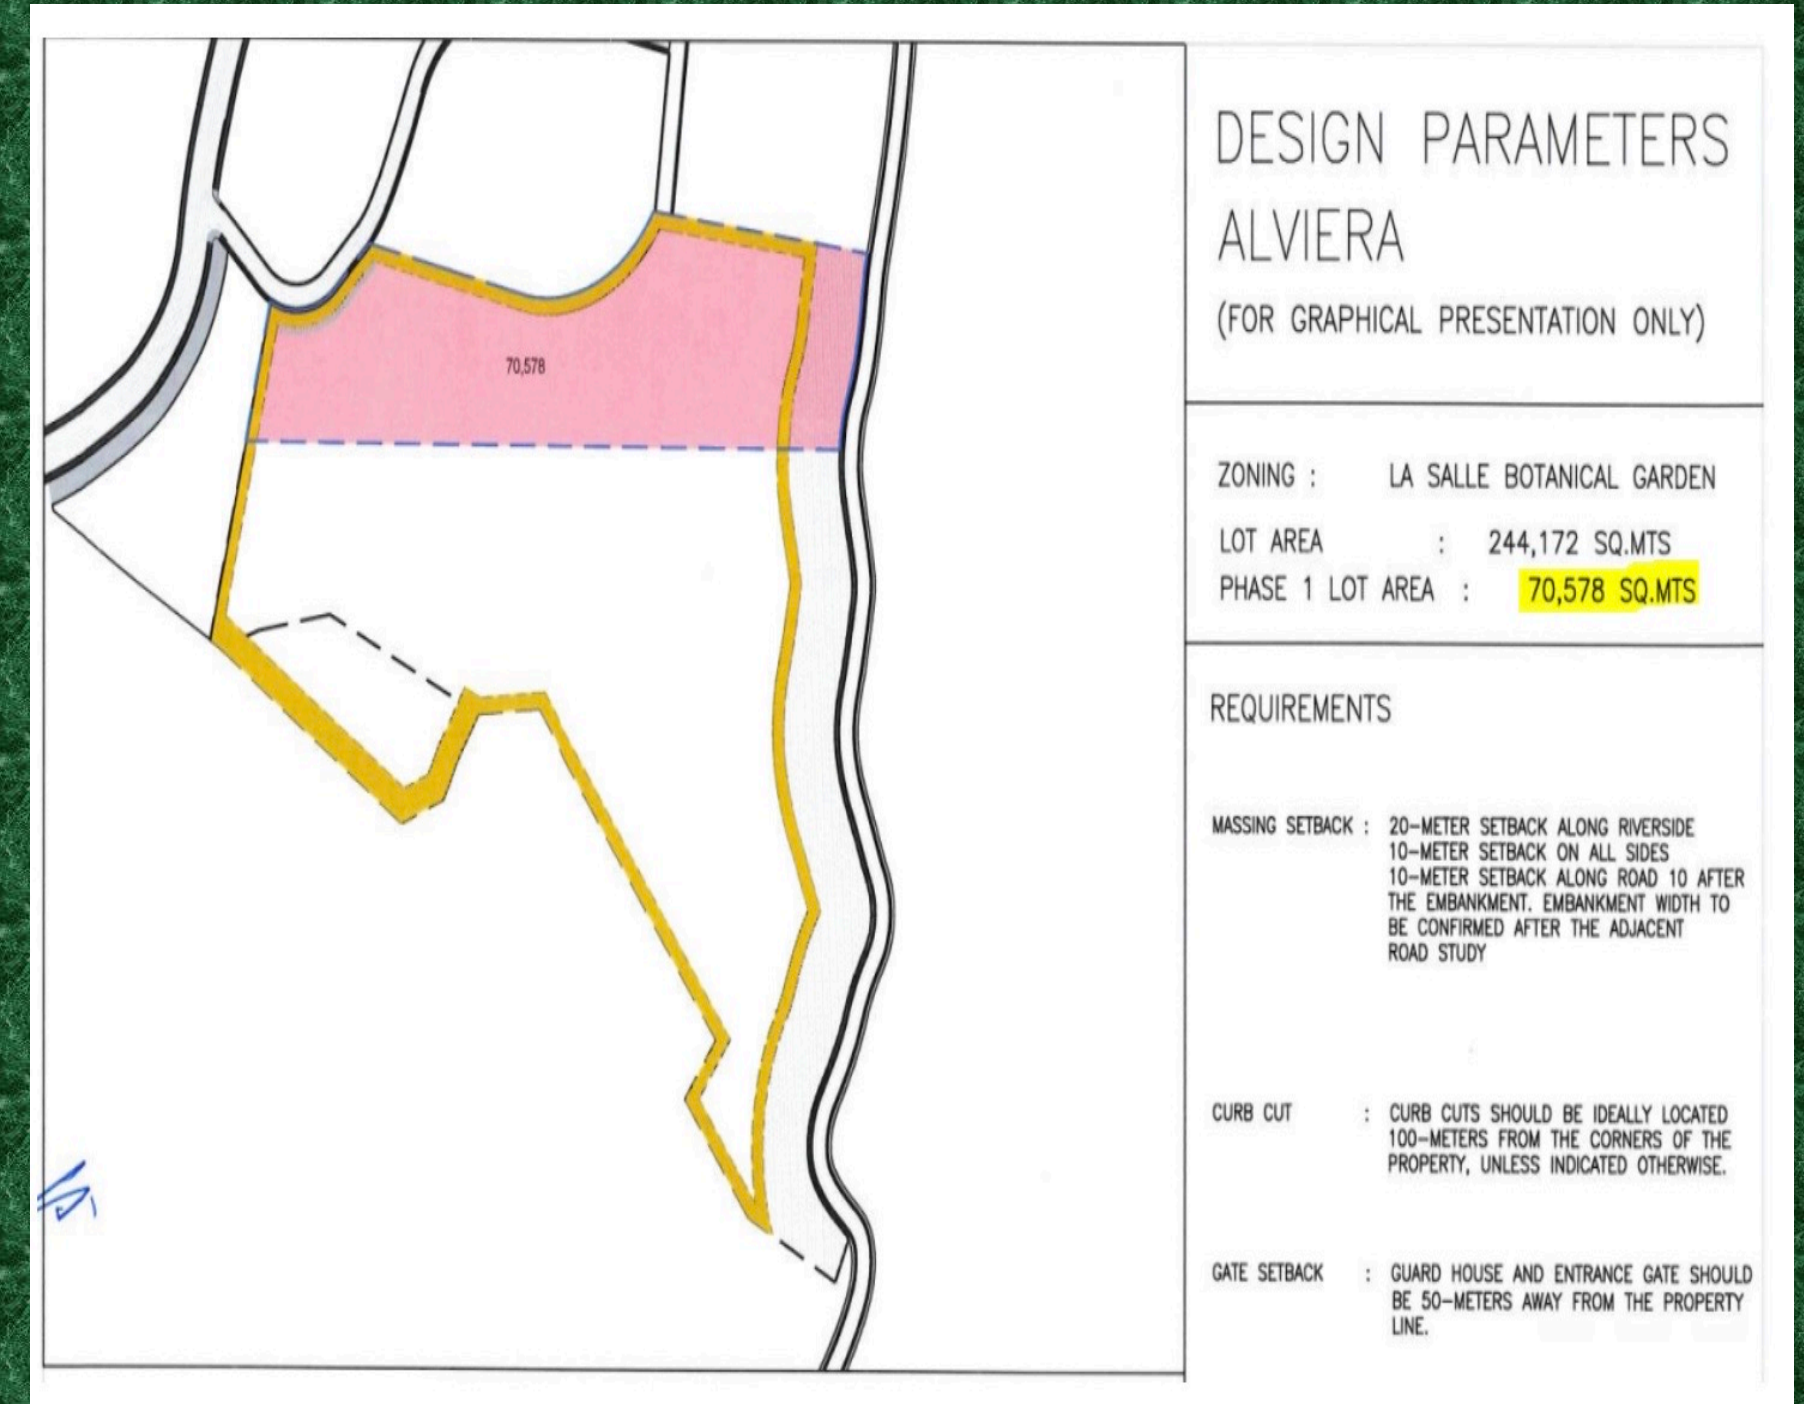 70,578
DESIGN PARAMETERS
ALVIERA
(FOR GRAPHICAL PRESENTATION ONLY)
ZONING : LA SALLE BOTANICAL GARDEN
LOT AREA : 244,172 SQ.MTS
PHASE 1 LOT AREA : 70,578 SQ.MTS
REQUIREMENTS
MASSING SETBACK : 20-METER SETBACK ALONG RIVERSIDE
10-METER SETBACK ON ALL SIDES
10-METER SETBACK ALONG ROAD 10 AFTER
THE EMBANKMENT. EMBANKMENT WIDTH TO
BE CONFIRMED AFTER THE ADJACENT
ROAD STUDY
CURB CUT : CURB CUTS SHOULD BE IDEALLY LOCATED
100-METERS FROM THE CORNERS OF THE
PROPERTY, UNLESS INDICATED OTHERWISE.
GATE SETBACK : GUARD HOUSE AND ENTRANCE GATE SHOULD
BE 50-METERS AWAY FROM THE PROPERTY
LINE.